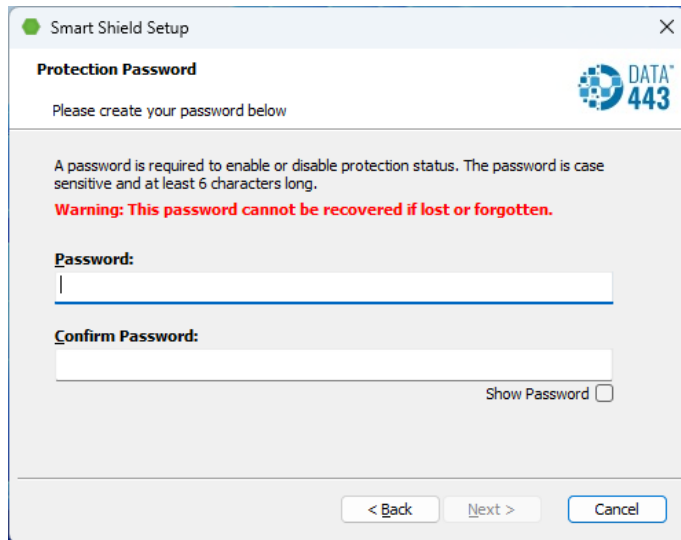 Smart Shield Setup
Protection Password
Please create your password below
DATA™
443
A password is required to enable or disable protection status. The password is case
sensitive and at least 6 characters long.
Warning: This password cannot be recovered if lost or forgotten.
Password:
Confirm Password:
Show Password
< Back
Next >
Cancel